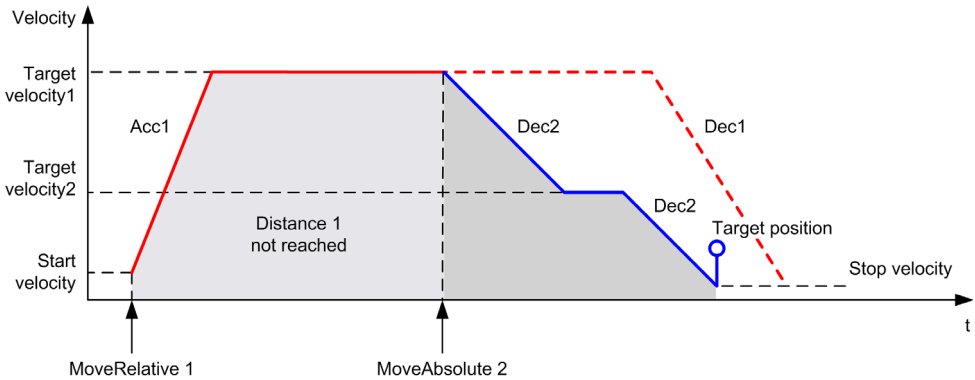 Velocity
Target
velocity1
Acc1
Dec2
Dec1
Target
velocity2
Dec2
Distance 1
not reached
Target position
Start
velocity
Stop velocity
t
MoveRelative 1
MoveAbsolute 2